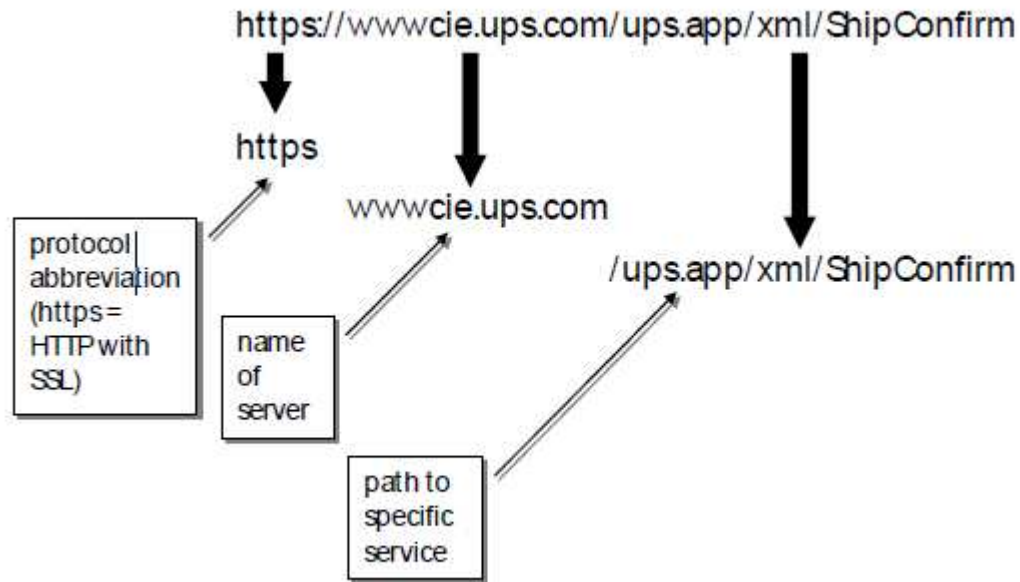 https://wwwcie.ups.com/ups.app/xml/ShipConfirm
https
wwwcie.ups.com
/ups.app/xml/ShipConfirm
protocol
abbreviation
(https=
HTTP with
SSL)
name
of
server
path to
specific
service